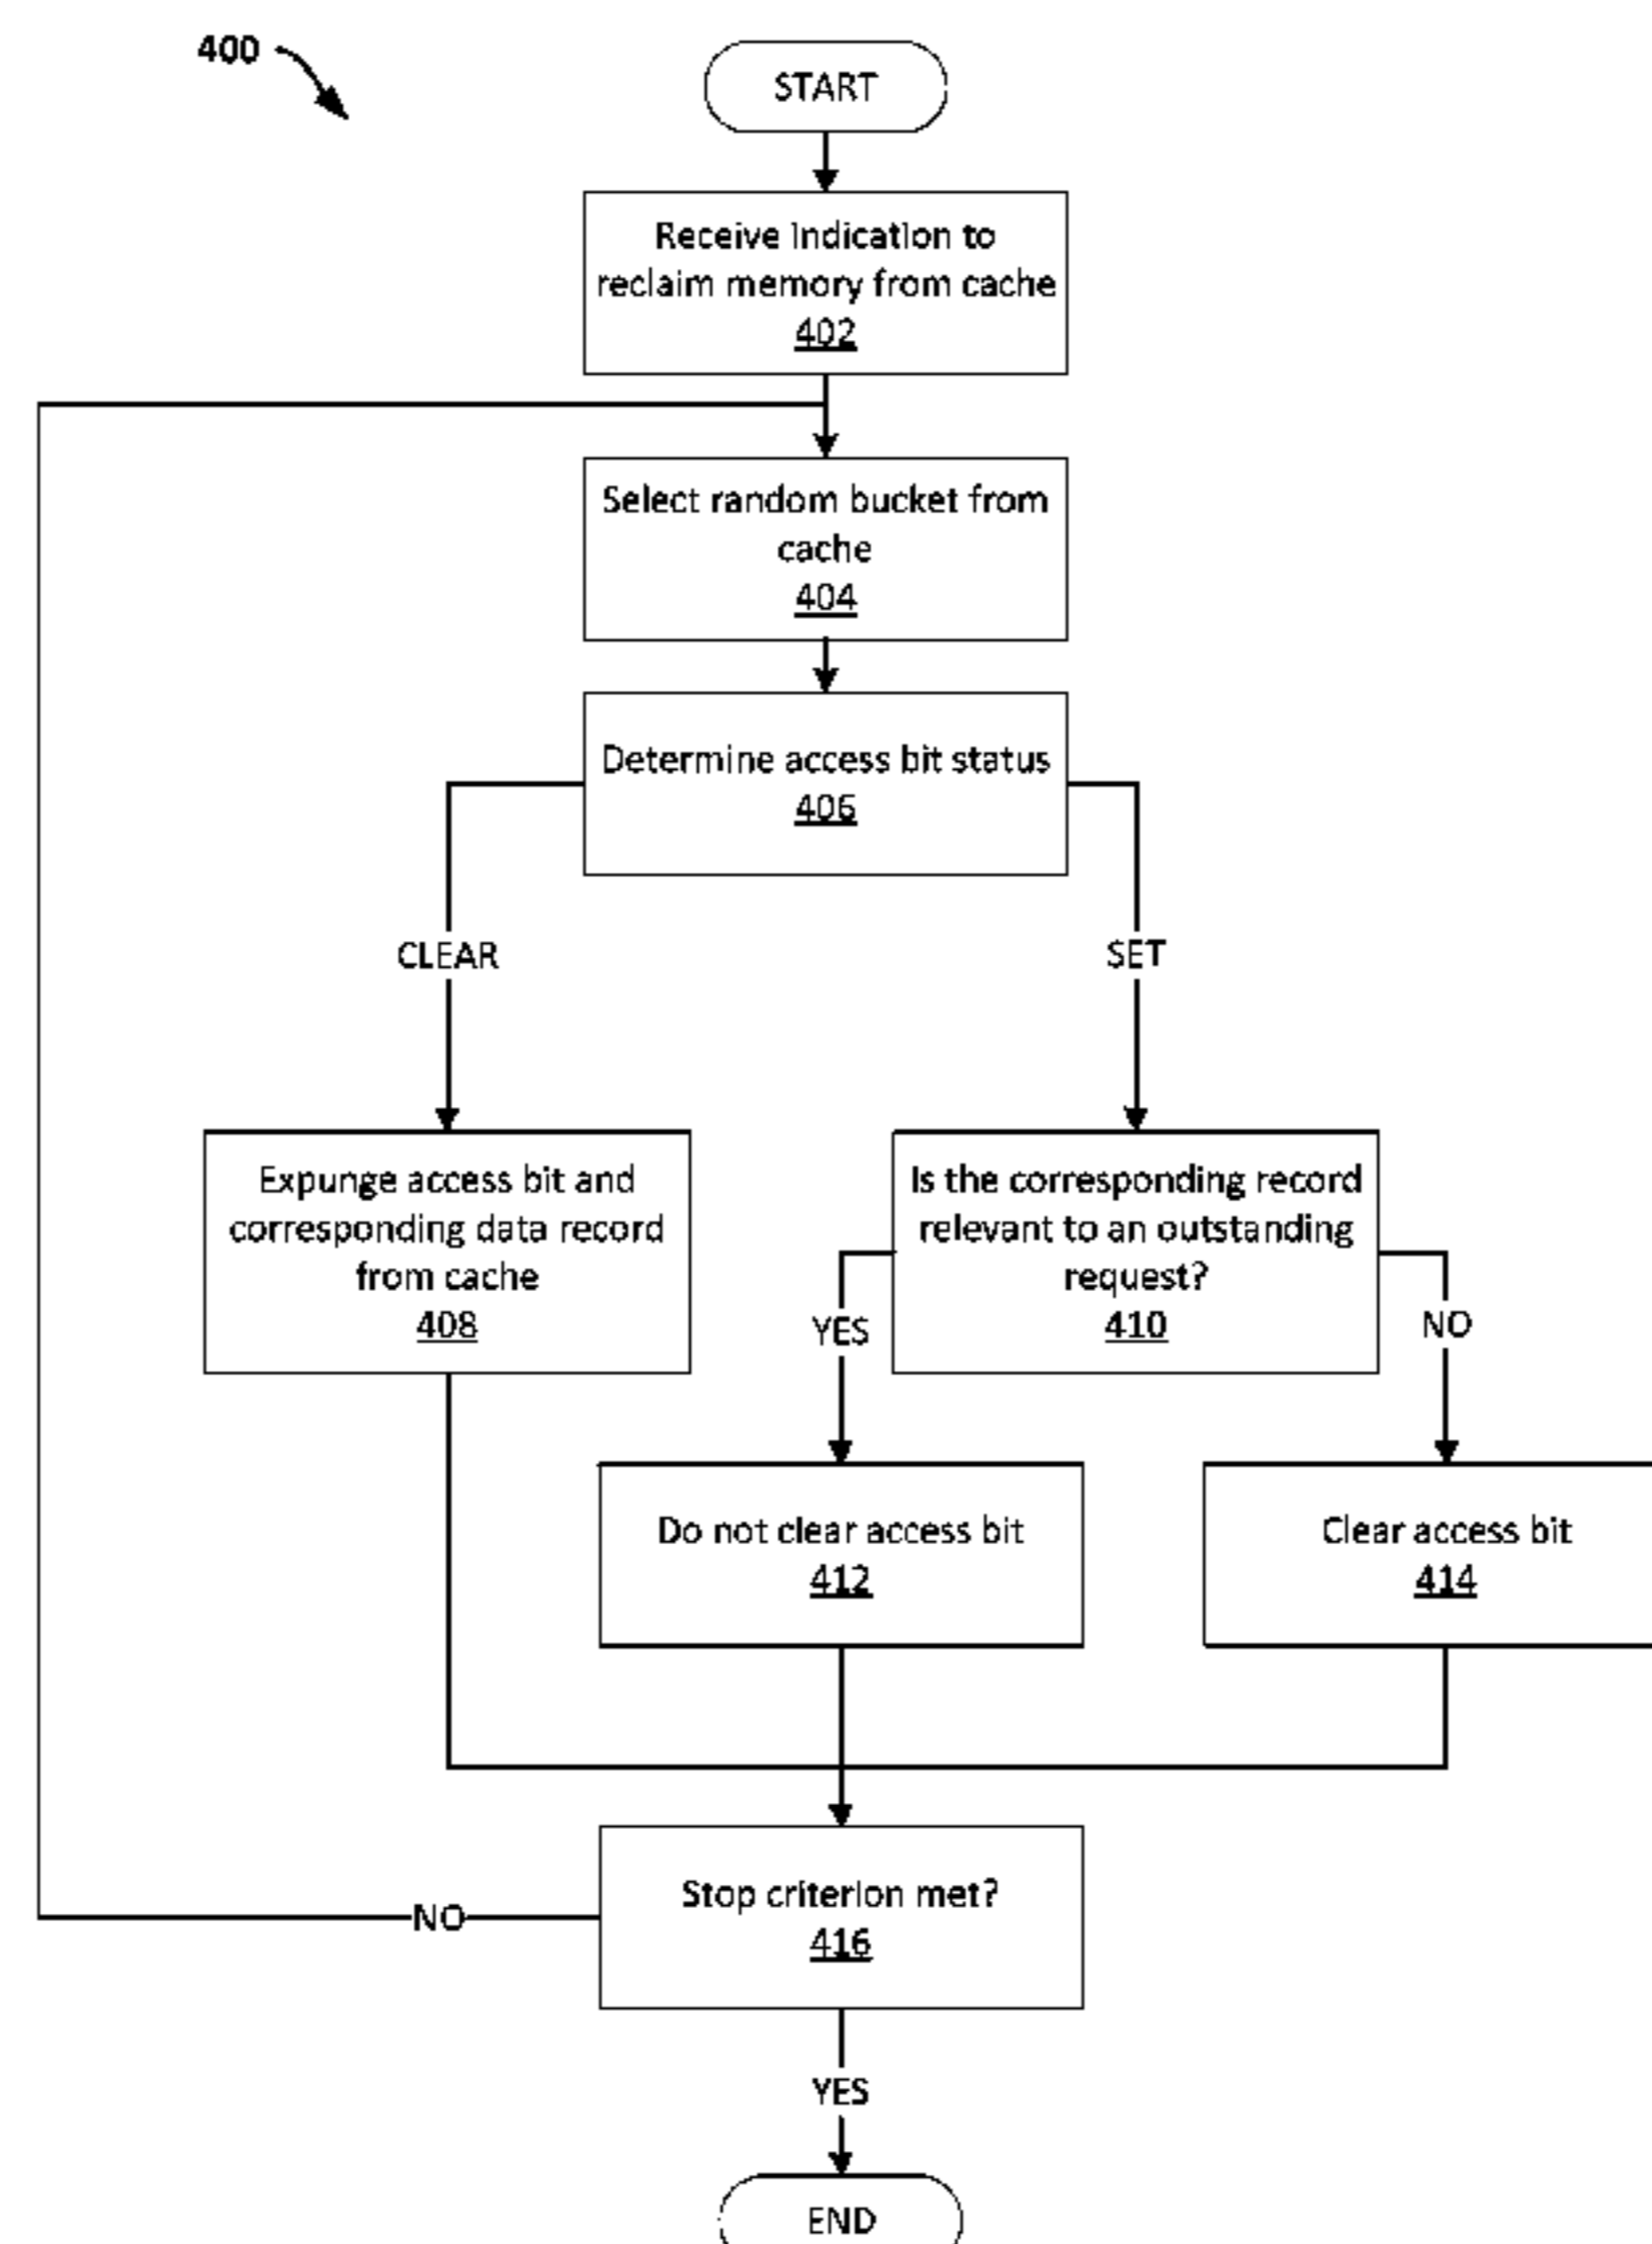 400
START
Receive indication to
reclaim memory from cache
402
Select random bucket from
cache
404
Determine access bit status
406
CLEAR
SET
Expunge access bit and
corresponding data record
from cache
408
Is the corresponding record
relevant to an outstanding
request?
410
YES
NO
Do not clear access bit
412
Clear access bit
414
Stop criterion met?
416
NO
YES
END